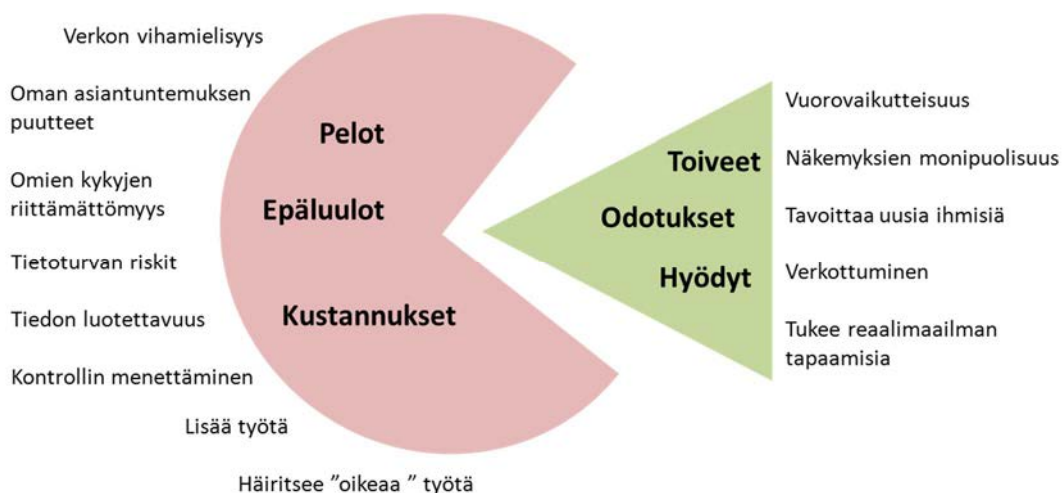 Verkon vihamielisyys
Oman asiantuntemuksen
puutteet
Omien kykyjen
riittämättömyys
Tietoturvan riskit
Tiedon luotettavuus
Kontrollin menettäminen
Lisää työtä
Häiritsee ”oikeaa ” työtä
Pelot
Epäluulot
Kustannukset
Toiveet
Odotukset
Hyödyt
Vuorovaikutteisuus
Näkemyksien monipuolisuus
Tavoittaa uusia ihmisiä
Verkottuminen
Tukee reaalimaailman
tapaamisia